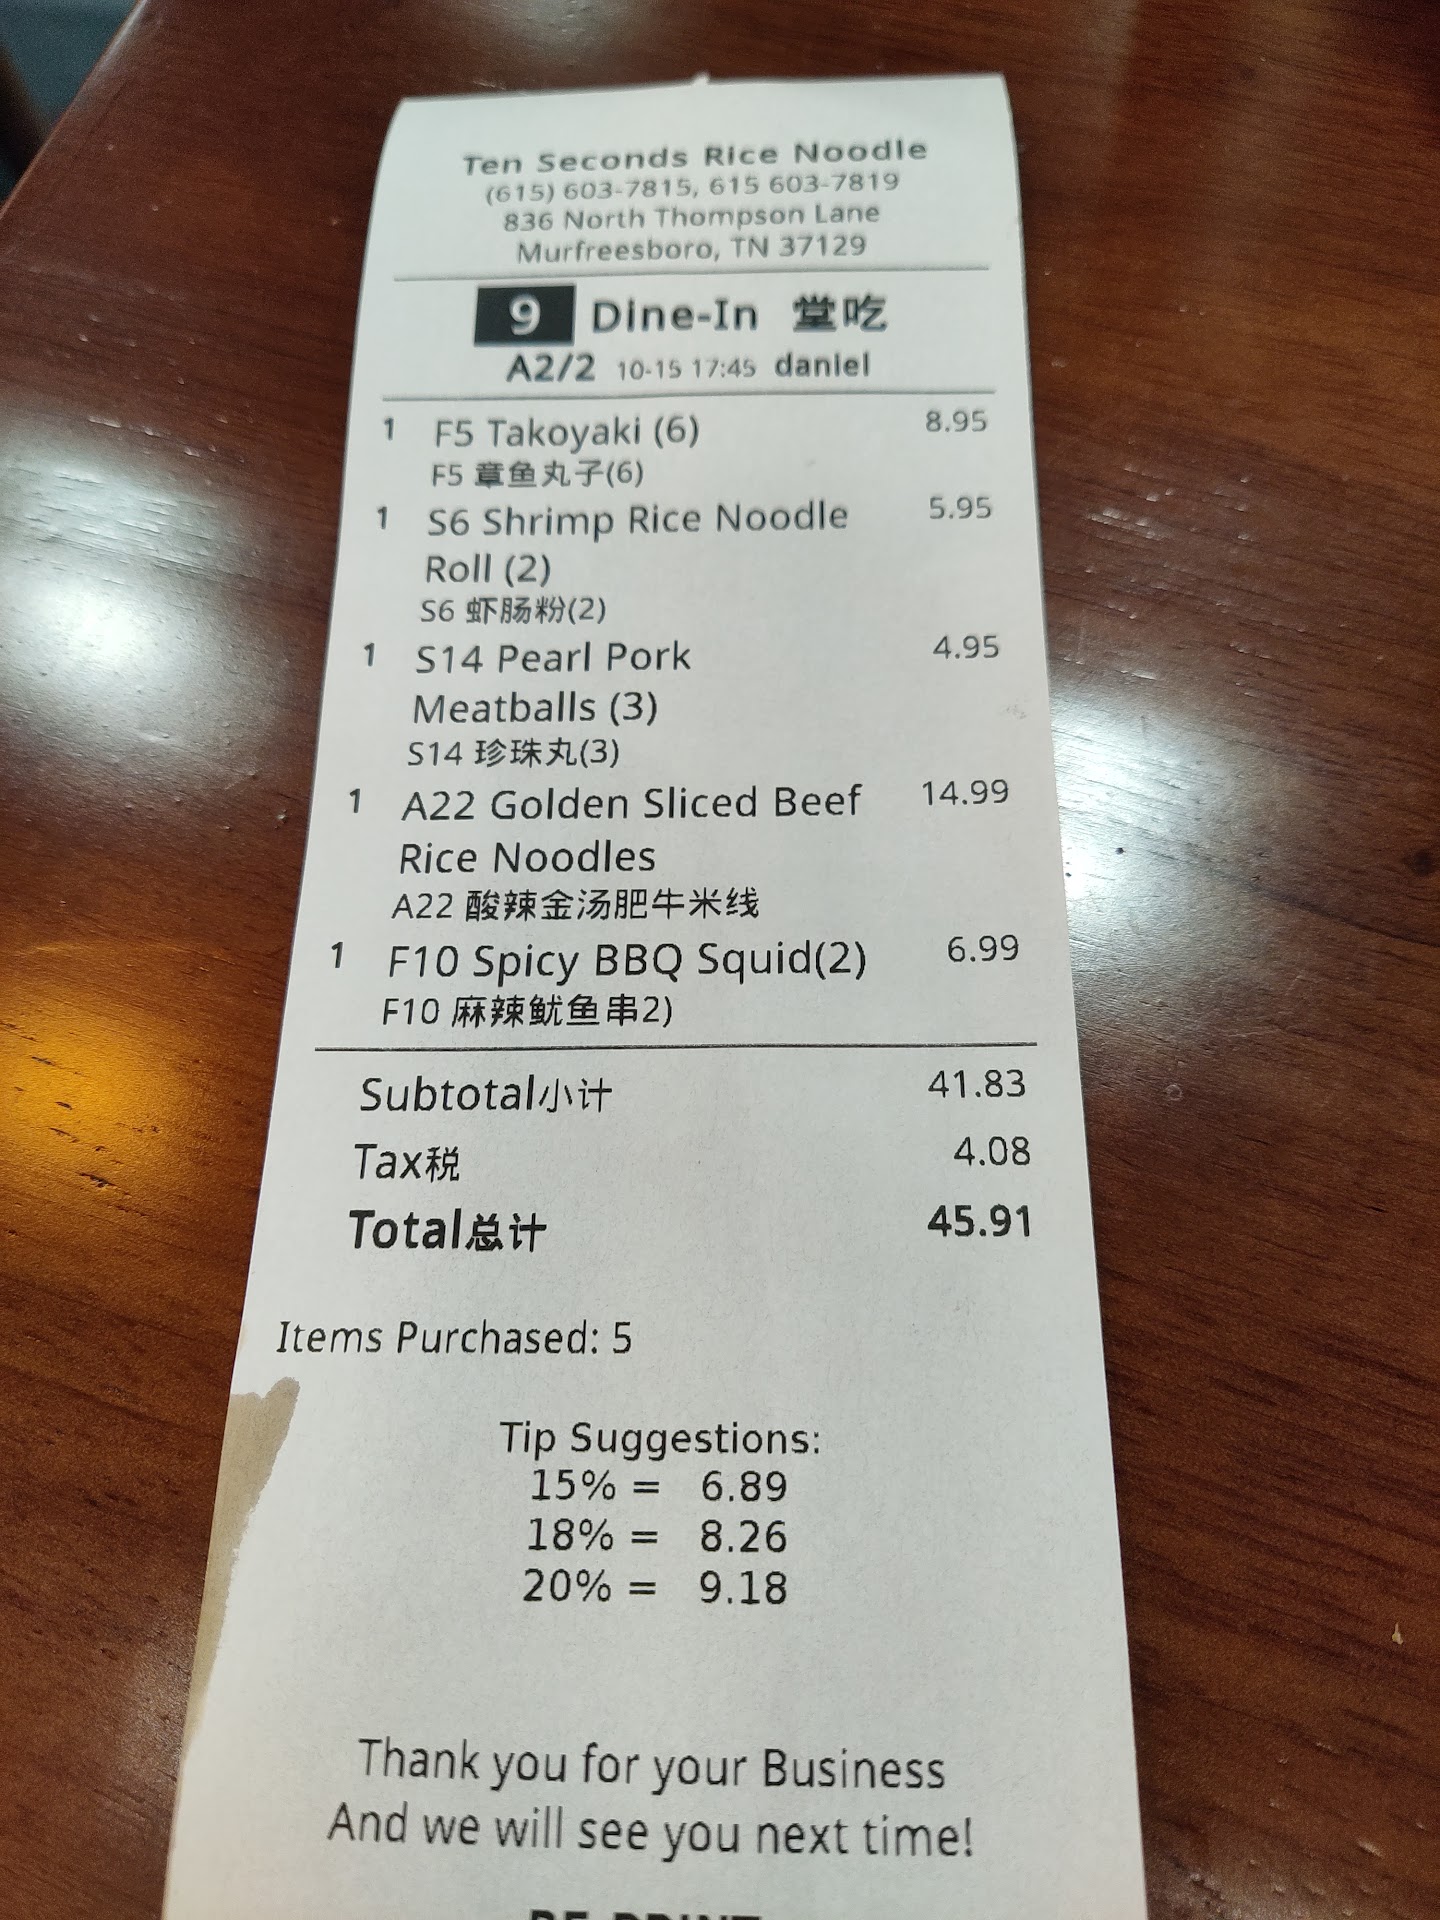 Ten Seconds Rice Noodle
(615) 603-7815, 615 603-7819
836 North Thompson Lane
Murfreesboro, TN 37129
9 Dine-In 堂吃
A2/2 10-15 17:45 daniel
1 F5 Takoyaki (6) 8.95
F5 章鱼丸子(6)
1 S6 Shrimp Rice Noodle 5.95
Roll (2)
S6 虾肠粉(2)
1 S14 Pearl Pork 4.95
Meatballs (3)
S14 珍珠丸(3)
1 A22 Golden Sliced Beef 14.99
Rice Noodles
A22 酸辣金汤肥牛米线
1 F10 Spicy BBQ Squid(2) 6.99
F10 麻辣鱿鱼串2)
Subtotal小计 41.83
Tax税 4.08
Total总计 45.91
Items Purchased: 5
Tip Suggestions:
15% = 6.89
18% = 8.26
20% = 9.18
Thank you for your Business
And we will see you next time!